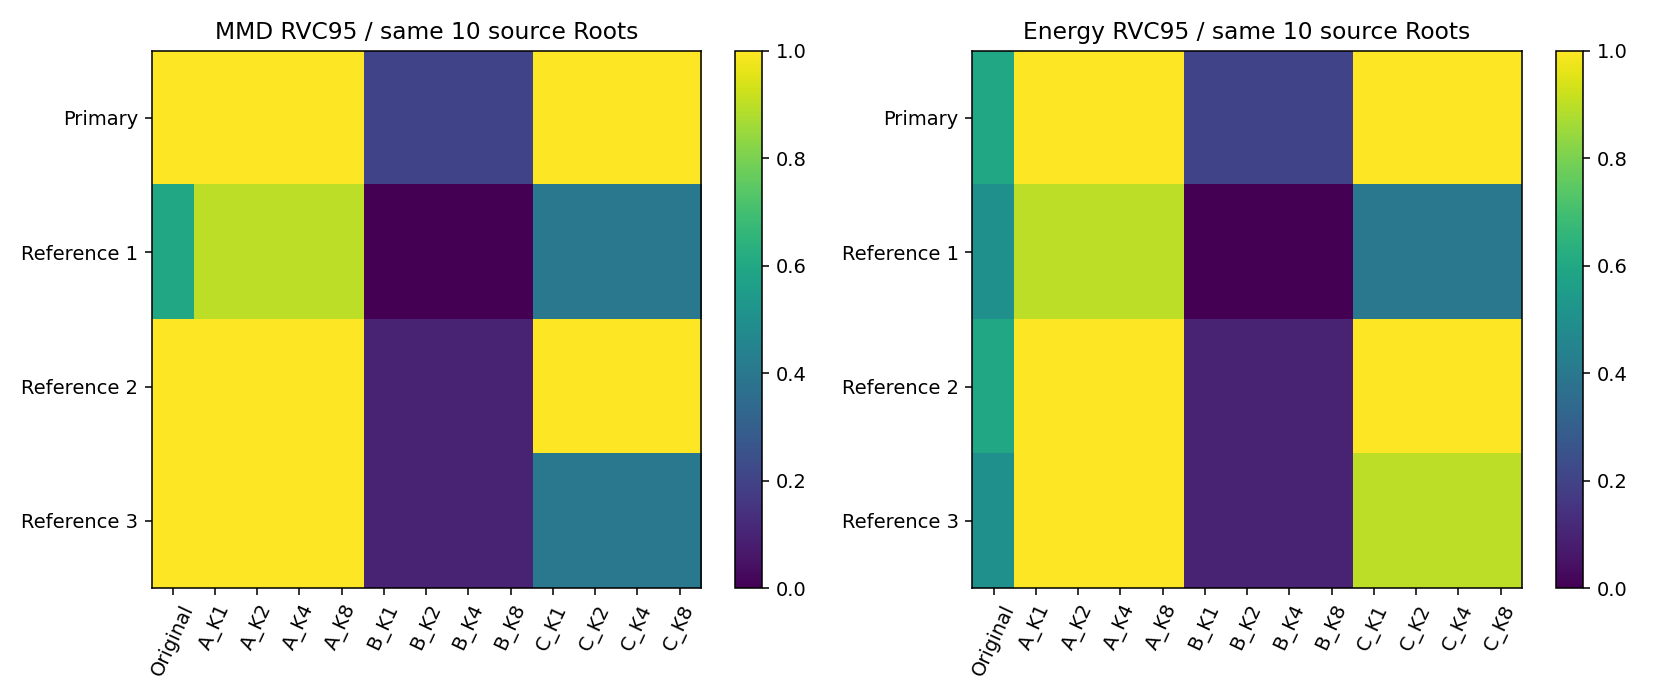 MMD RVC95 / same 10 source Roots
Primary
Reference 1
Reference 2
Reference 3
Original
A_K1
A_K2
A_K4
A_K8
B_K1
B_K2
B_K4
B_K8
C_K1
C_K2
C_K4
C_K8
1.0
0.8
0.6
0.4
0.2
0.0
Energy RVC95 / same 10 source Roots
Primary
Reference 1
Reference 2
Reference 3
Original
A_K1
A_K2
A_K4
A_K8
B_K1
B_K2
B_K4
B_K8
C_K1
C_K2
C_K4
C_K8
1.0
0.8
0.6
0.4
0.2
0.0